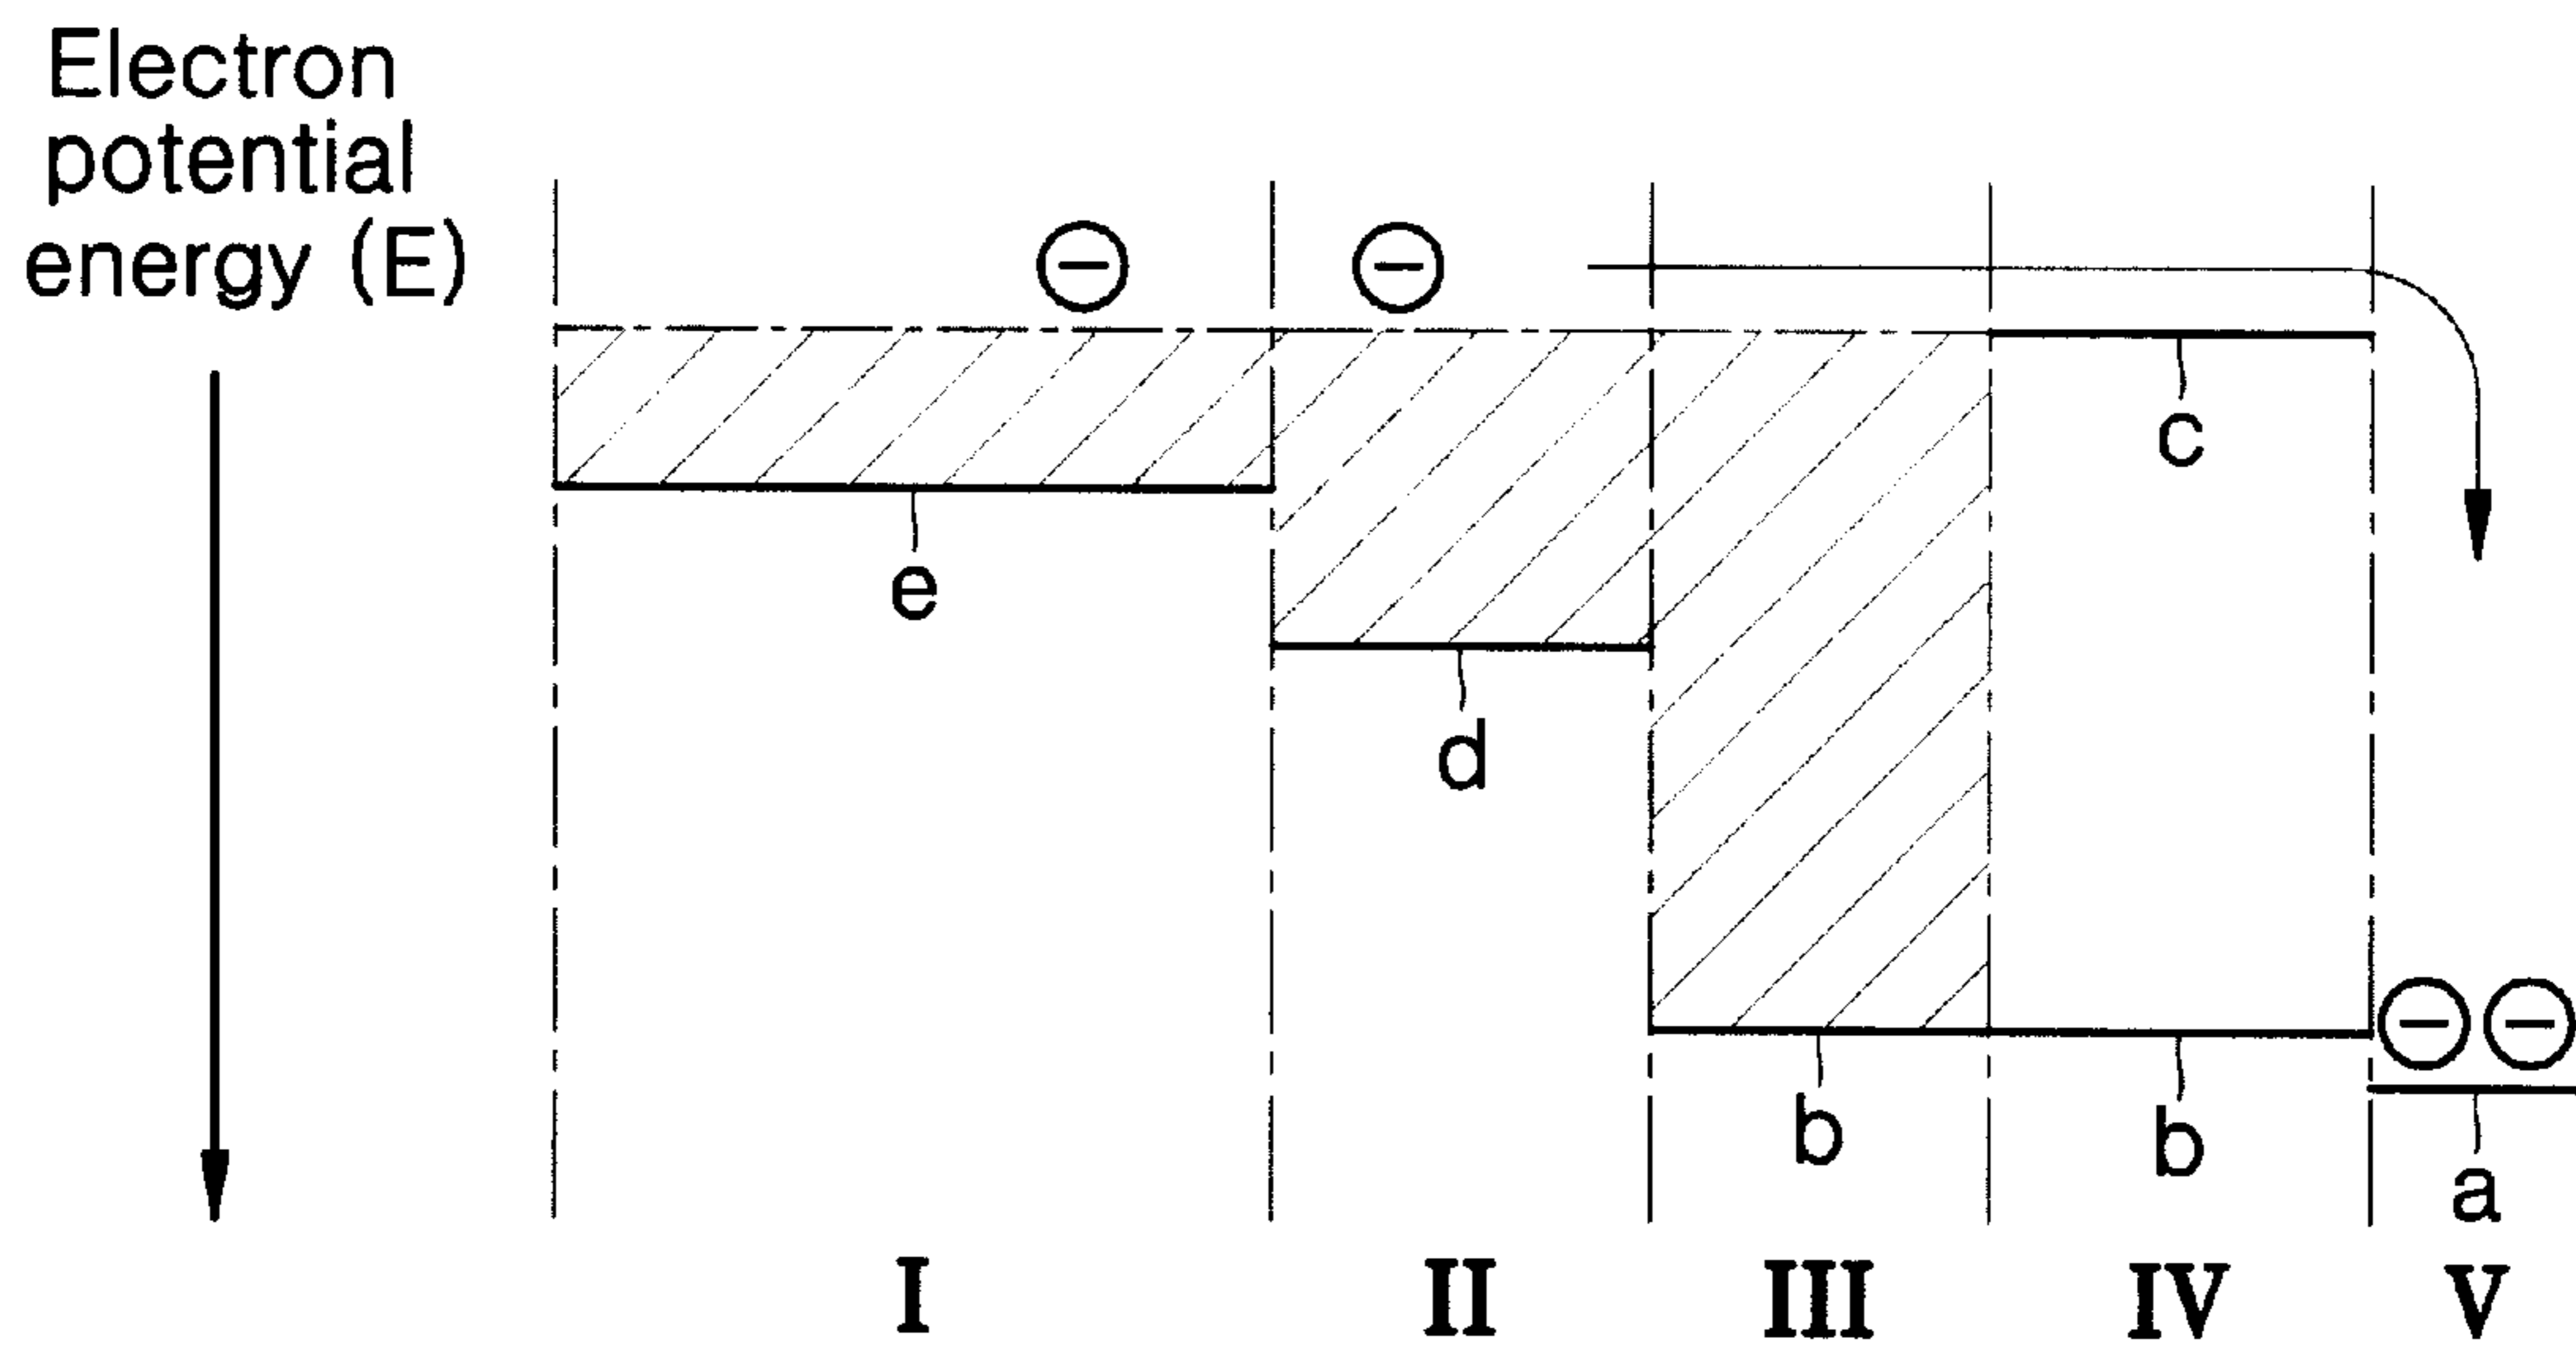 Electron
potential
energy (E)
c
e
d
b
b
a
I
II
III
IV
V